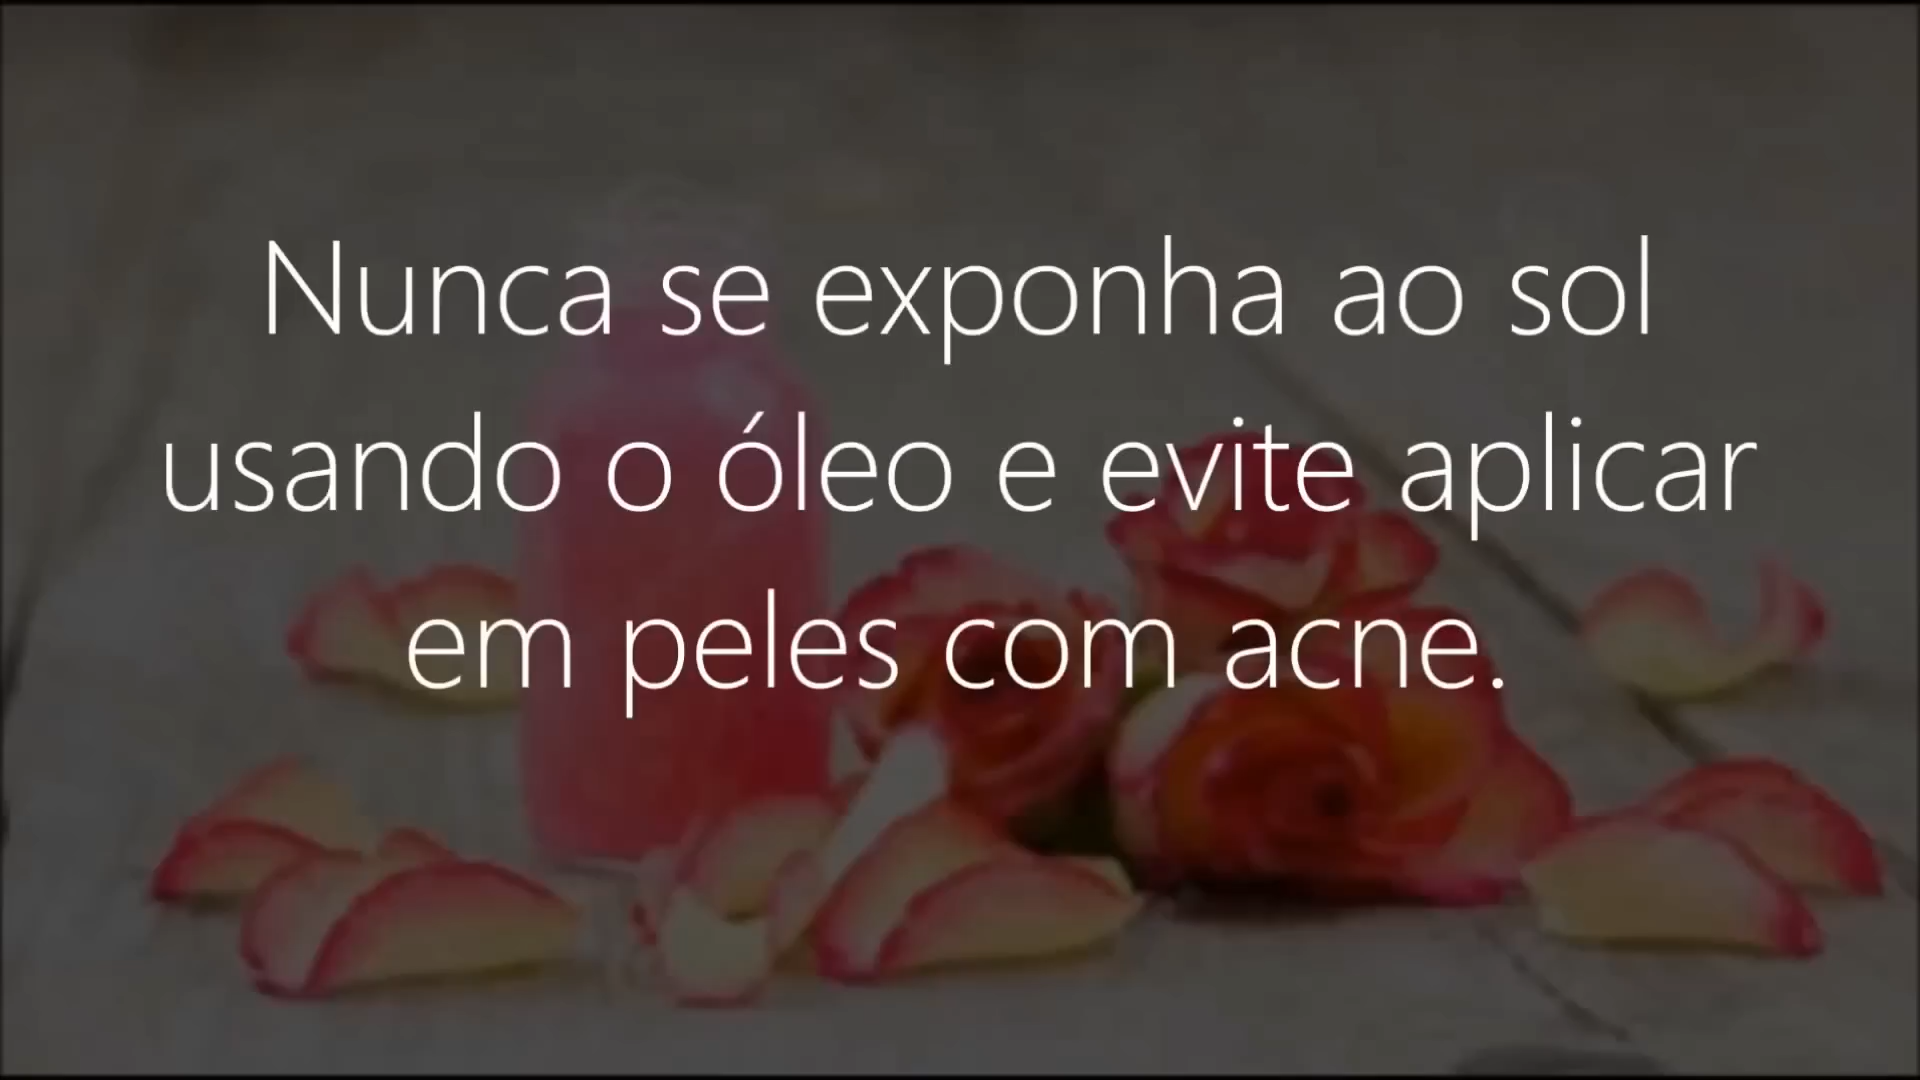 Nunca se exponha ao sol
usando o óleo e evite aplicar
em peles com acne.